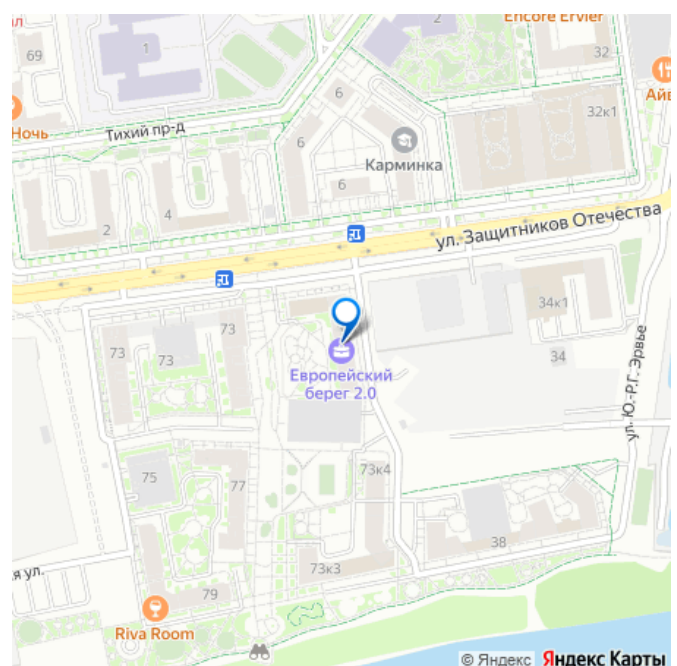 ал
Encore Ervier
69
1
2
32
Айв
Ночь
Тихий пр-д
6
32к1
6
Карминка
6
2
4
ул. Защитников Отечества
73
34к1
73
73
34
Европейский
берег 2.0
ул. Ю.-Р.Г. Эрвье
75
77
73к4
38
я ул.
73к3
79
Riva Room
© Яндекс Яндекс Карты